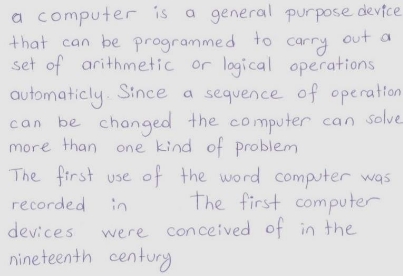 a computer is a general purpose device
that can be programmed to carry out a
set of arithmetic or logical operations
automaticly. Since a sequence of operation
can be changed the computer can solve
more than one kind of problem
The first use of the word computer was
recorded in The first computer
devices were conceived of in the
nineteenth century